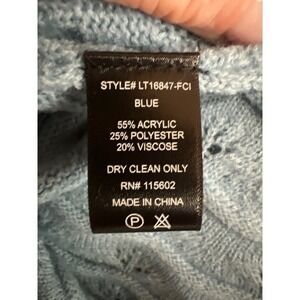 STYLE# LT16847-FCI
BLUE
55% ACRYLIC
25% POLYESTER
20% VISCOSE
DRY CLEAN ONLY
RN# 115602
MADE IN CHINA
P